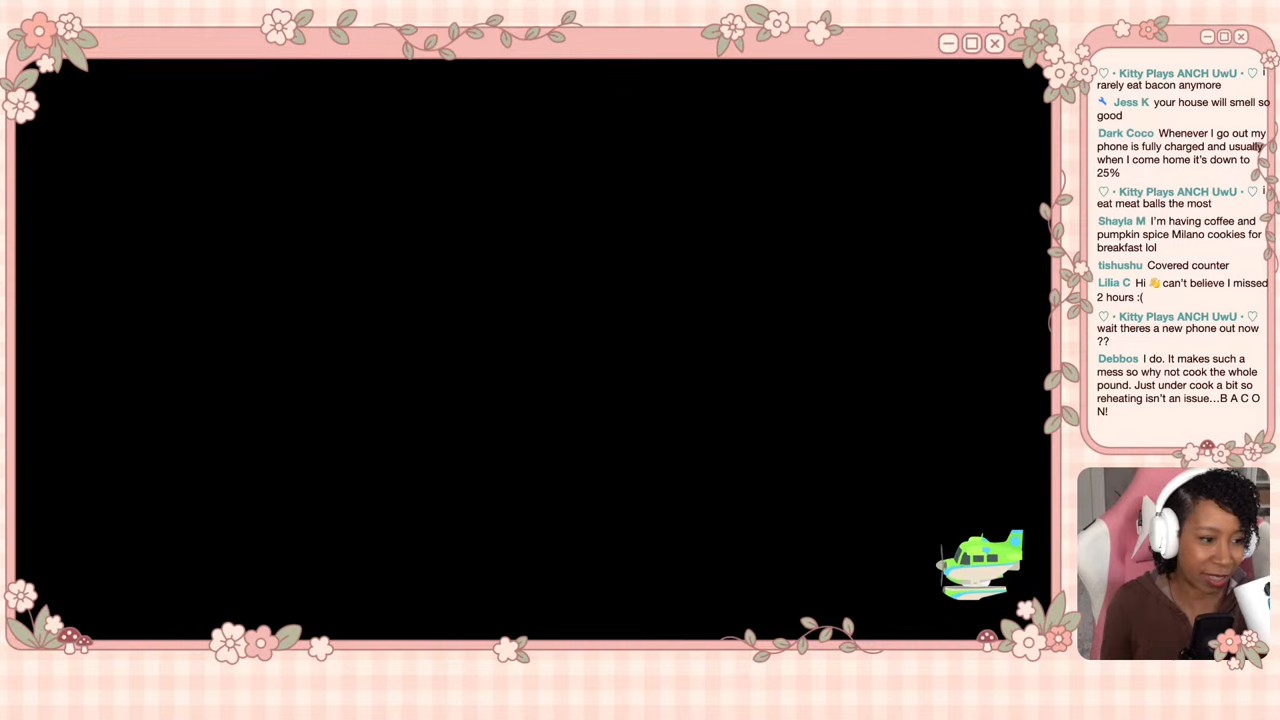 ♡ · Kitty Plays ANCH UwU · ♡ i
rarely eat bacon anymore
Jess K your house will smell so
good
Dark Coco Whenever I go out my
phone is fully charged and usually
when I come home it's down to
25%
♡ · Kitty Plays ANCH UwU · ♡ i
eat meat balls the most
Shayla M I'm having coffee and
pumpkin spice Milano cookies for
breakfast lol
tishushu Covered counter
Lilia C Hi 👋 can't believe I missed
2 hours :(
♡ · Kitty Plays ANCH UwU · ♡
wait theres a new phone out now
??
Debbos I do. It makes such a
mess so why not cook the whole
pound. Just under cook a bit so
reheating isn't an issue…B A C O
N!